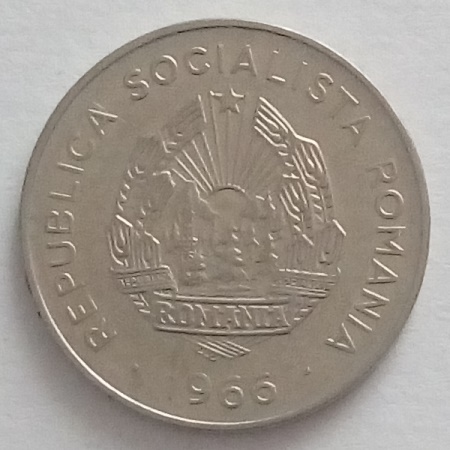 REPUBLICA SOCIALISTA ROMANIA
ROMANIA
1966